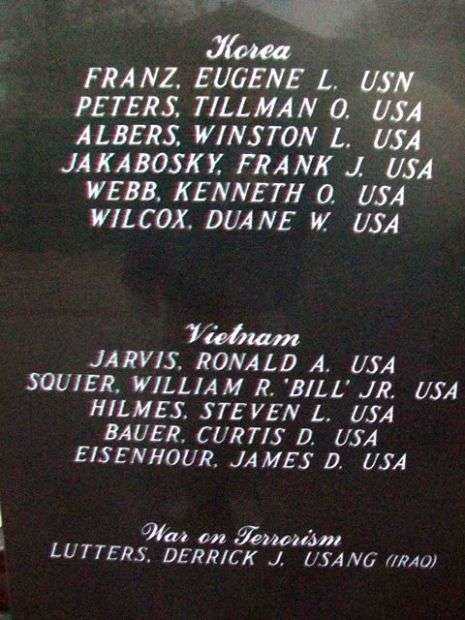 Korea
FRANZ, EUGENE L. USN
PETERS, TILLMAN O. USA
ALBERS, WINSTON L. USA
JAKABOSKY, FRANK J. USA
WEBB, KENNETH O. USA
WILCOX, DUANE W. USA
Vietnam
JARVIS, RONALD A. USA
SQUIER, WILLIAM R. 'BILL' JR. USA
HILMES, STEVEN L. USA
BAUER, CURTIS D. USA
EISENHOUR, JAMES D. USA
War on Terrorism
LUTTERS, DERRICK J. USANG (IRAQ)